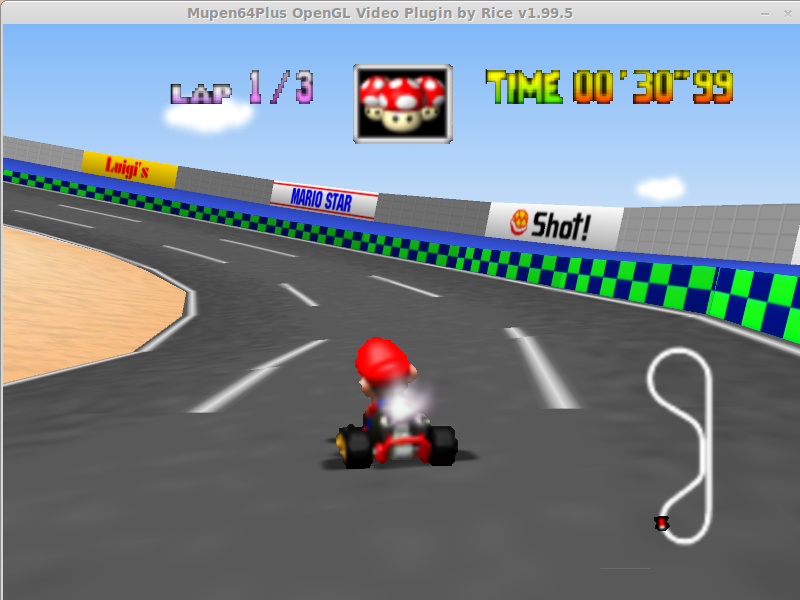 Mupen64Plus OpenGL Video Plugin by Rice v1.99.5
LAP 1/3
TIME 00'30"99
Luigi's
MARIO STAR
Shot!